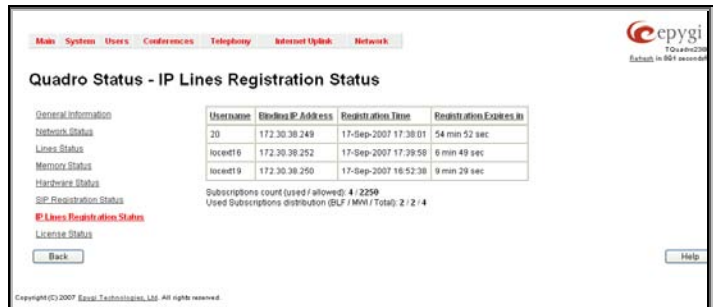 Main System Users Conferences Telephony Internet Uplink Network
epygi
Quadro Status - IP Lines Registration Status
General Information
Network Status
Lines Status
Memory Status
Hardware Status
SIP Registration Status
IP Lines Registration Status
License Status
Username Binding IP Address Registration Time Registration Expires in
20 172.30.38.249 17-Sep-2007 17:38:01 54 min 52 sec
locext16 172.30.38.252 17-Sep-2007 17:39:58 6 min 49 sec
locext19 172.30.38.250 17-Sep-2007 16:52:38 9 min 29 sec
Subscriptions count (used / allowed): 4 / 2250
Used Subscriptions distribution (BLF / MWI / Total): 2 / 2 / 4
Back
Help
Copyright (C) 2007 Epygi Technologies, Ltd. All rights reserved.